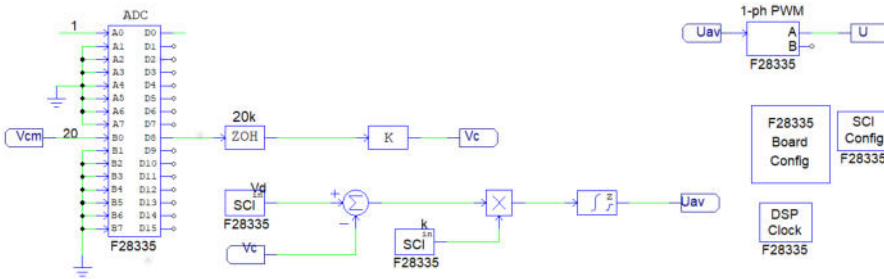 ADC
1
A0 D0
A1 D1
A2 D2
A3 D3
A4 D4
A5 D5
A6 D6
A7 D7
Vcm 20 B0 D8
B1 D9
B2 D10
B3 D11
B4 D12
B5 D13
B6 D14
B7 D15
F28335
20k
ZOH
K
Vc
Vd
in
SCI
F28335
+
Σ
−
Vc
k
in
SCI
F28335
×
∫ z
Uav
1-ph PWM
Uav
A
B
U
F28335
F28335
Board
Config
SCI
Config
F28335
DSP
Clock
F28335